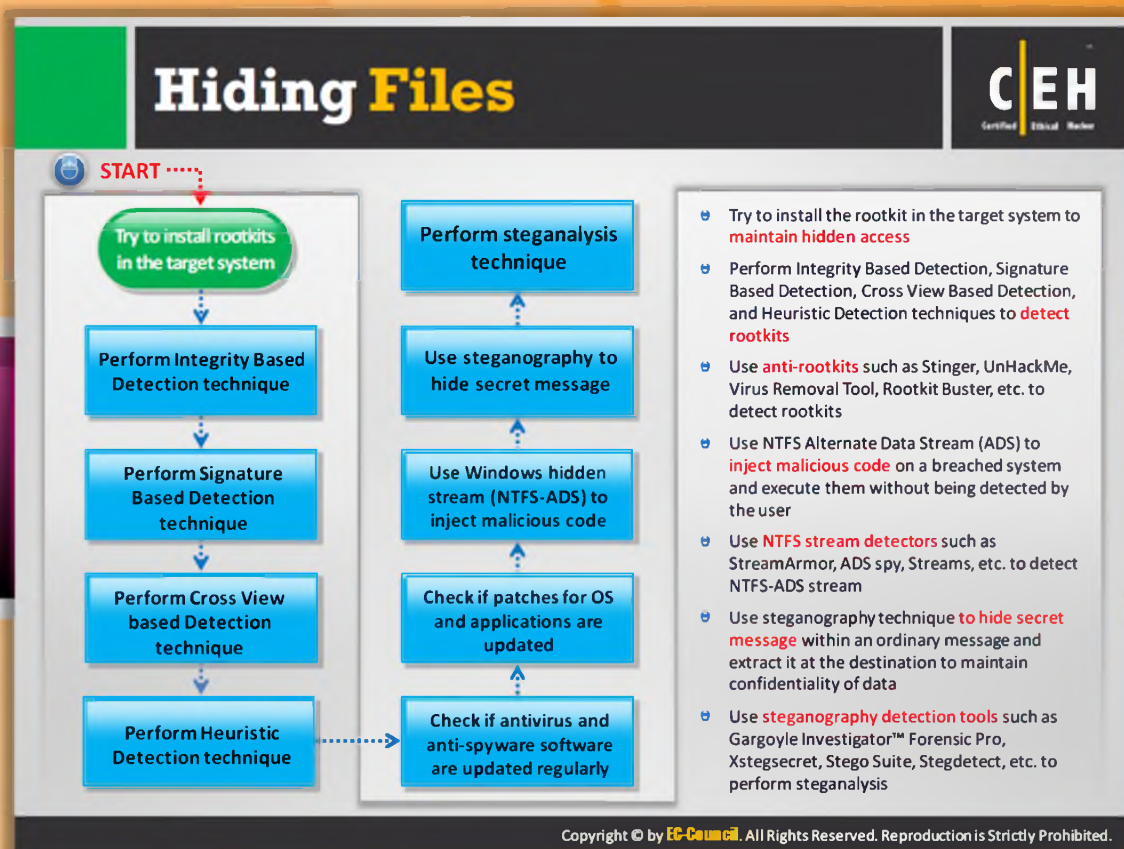 Hiding Files
C|EH
Certified Ethical Hacker
START
Try to install rootkits
in the target system
Perform Integrity Based
Detection technique
Perform Signature
Based Detection
technique
Perform Cross View
based Detection
technique
Perform Heuristic
Detection technique
Perform steganalysis
technique
Use steganography to
hide secret message
Use Windows hidden
stream (NTFS-ADS) to
inject malicious code
Check if patches for OS
and applications are
updated
Check if antivirus and
anti-spyware software
are updated regularly
Try to install the rootkit in the target system to
maintain hidden access
Perform Integrity Based Detection, Signature
Based Detection, Cross View Based Detection,
and Heuristic Detection techniques to detect
rootkits
Use anti-rootkits such as Stinger, UnHackMe,
Virus Removal Tool, Rootkit Buster, etc. to
detect rootkits
Use NTFS Alternate Data Stream (ADS) to
inject malicious code on a breached system
and execute them without being detected by
the user
Use NTFS stream detectors such as
StreamArmor, ADS spy, Streams, etc. to detect
NTFS-ADS stream
Use steganography technique to hide secret
message within an ordinary message and
extract it at the destination to maintain
confidentiality of data
Use steganography detection tools such as
Gargoyle Investigator™ Forensic Pro,
Xstegsecret, Stego Suite, Stegdetect, etc. to
perform steganalysis
Copyright © by EC-Council. All Rights Reserved. Reproduction is Strictly Prohibited.